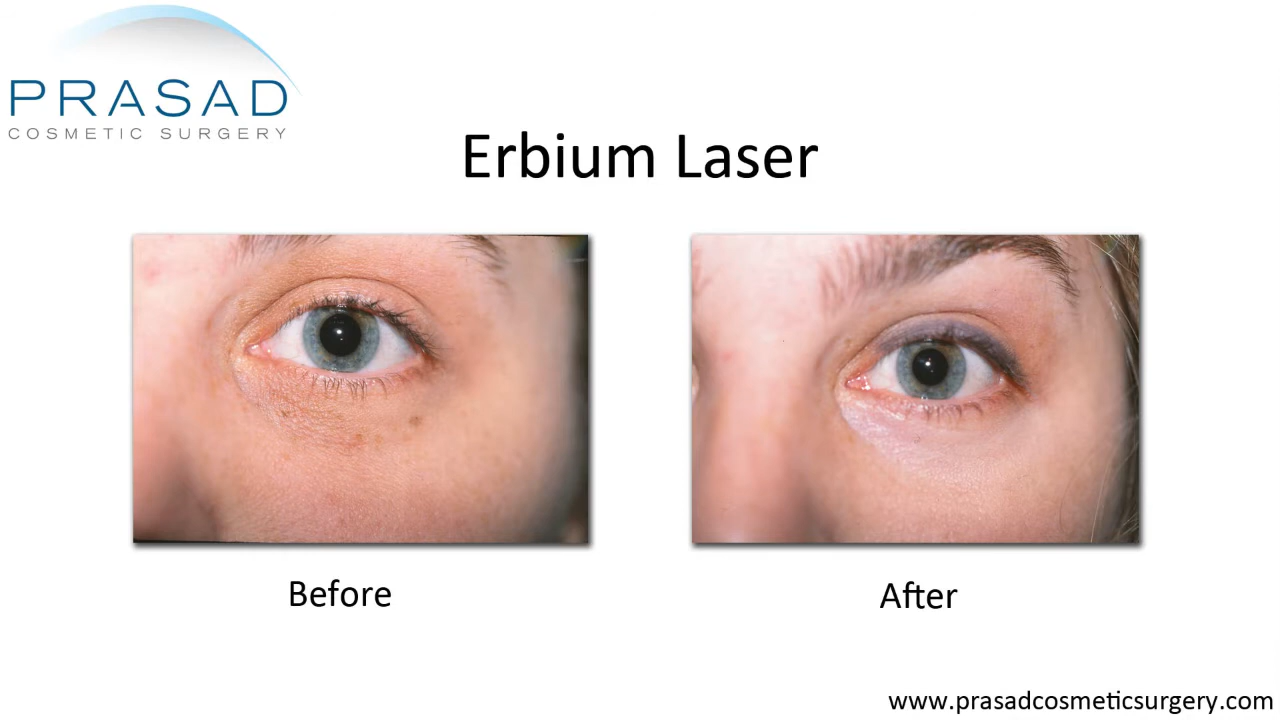 PRASAD
COSMETIC SURGERY
Erbium Laser
Before
After
www.prasadcosmeticsurgery.com